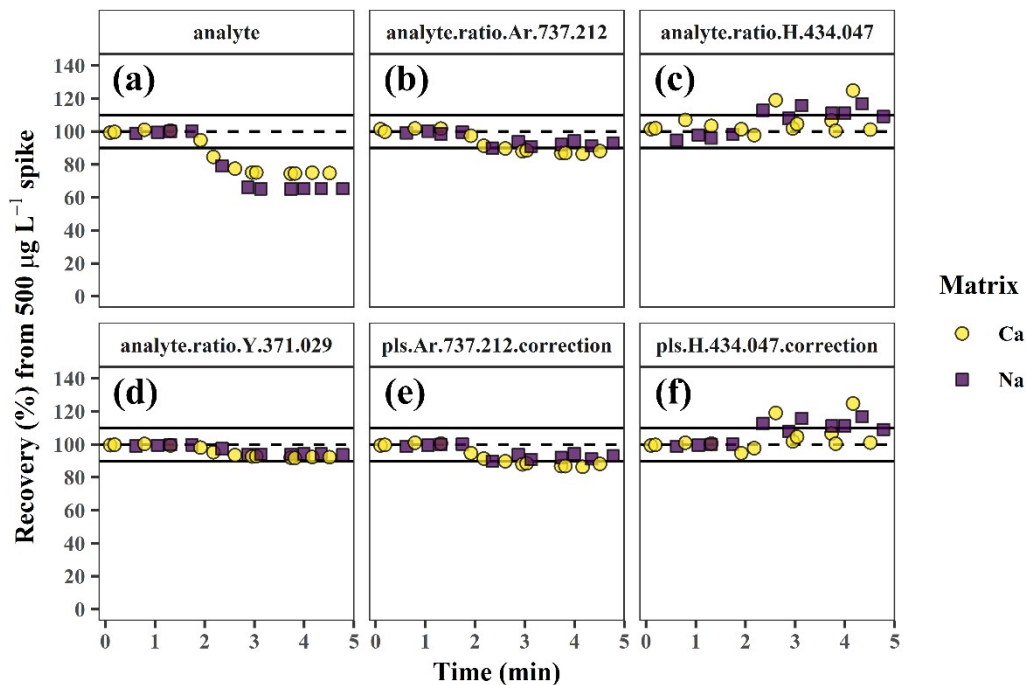 Recovery (%) from 500 µg L⁻¹ spike
analyte
analyte.ratio.Ar.737.212
analyte.ratio.H.434.047
(a)
(b)
(c)
140
120
100
80
60
40
20
0
analyte.ratio.Y.371.029
pls.Ar.737.212.correction
pls.H.434.047.correction
(d)
(e)
(f)
140
120
100
80
60
40
20
0
0 1 2 3 4 5
0 1 2 3 4 5
0 1 2 3 4 5
Time (min)
Matrix
Ca
Na